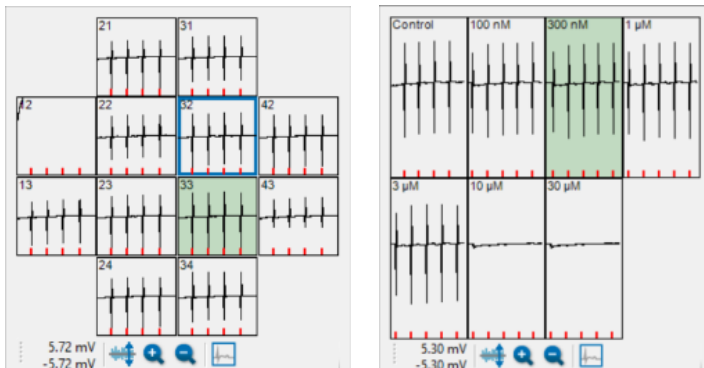 21 31
12 22 32 42
13 23 33 43
24 34
5.72 mV
-5.72 mV
Control 100 nM 300 nM 1 µM
3 µM 10 µM 30 µM
5.30 mV
-5.30 mV